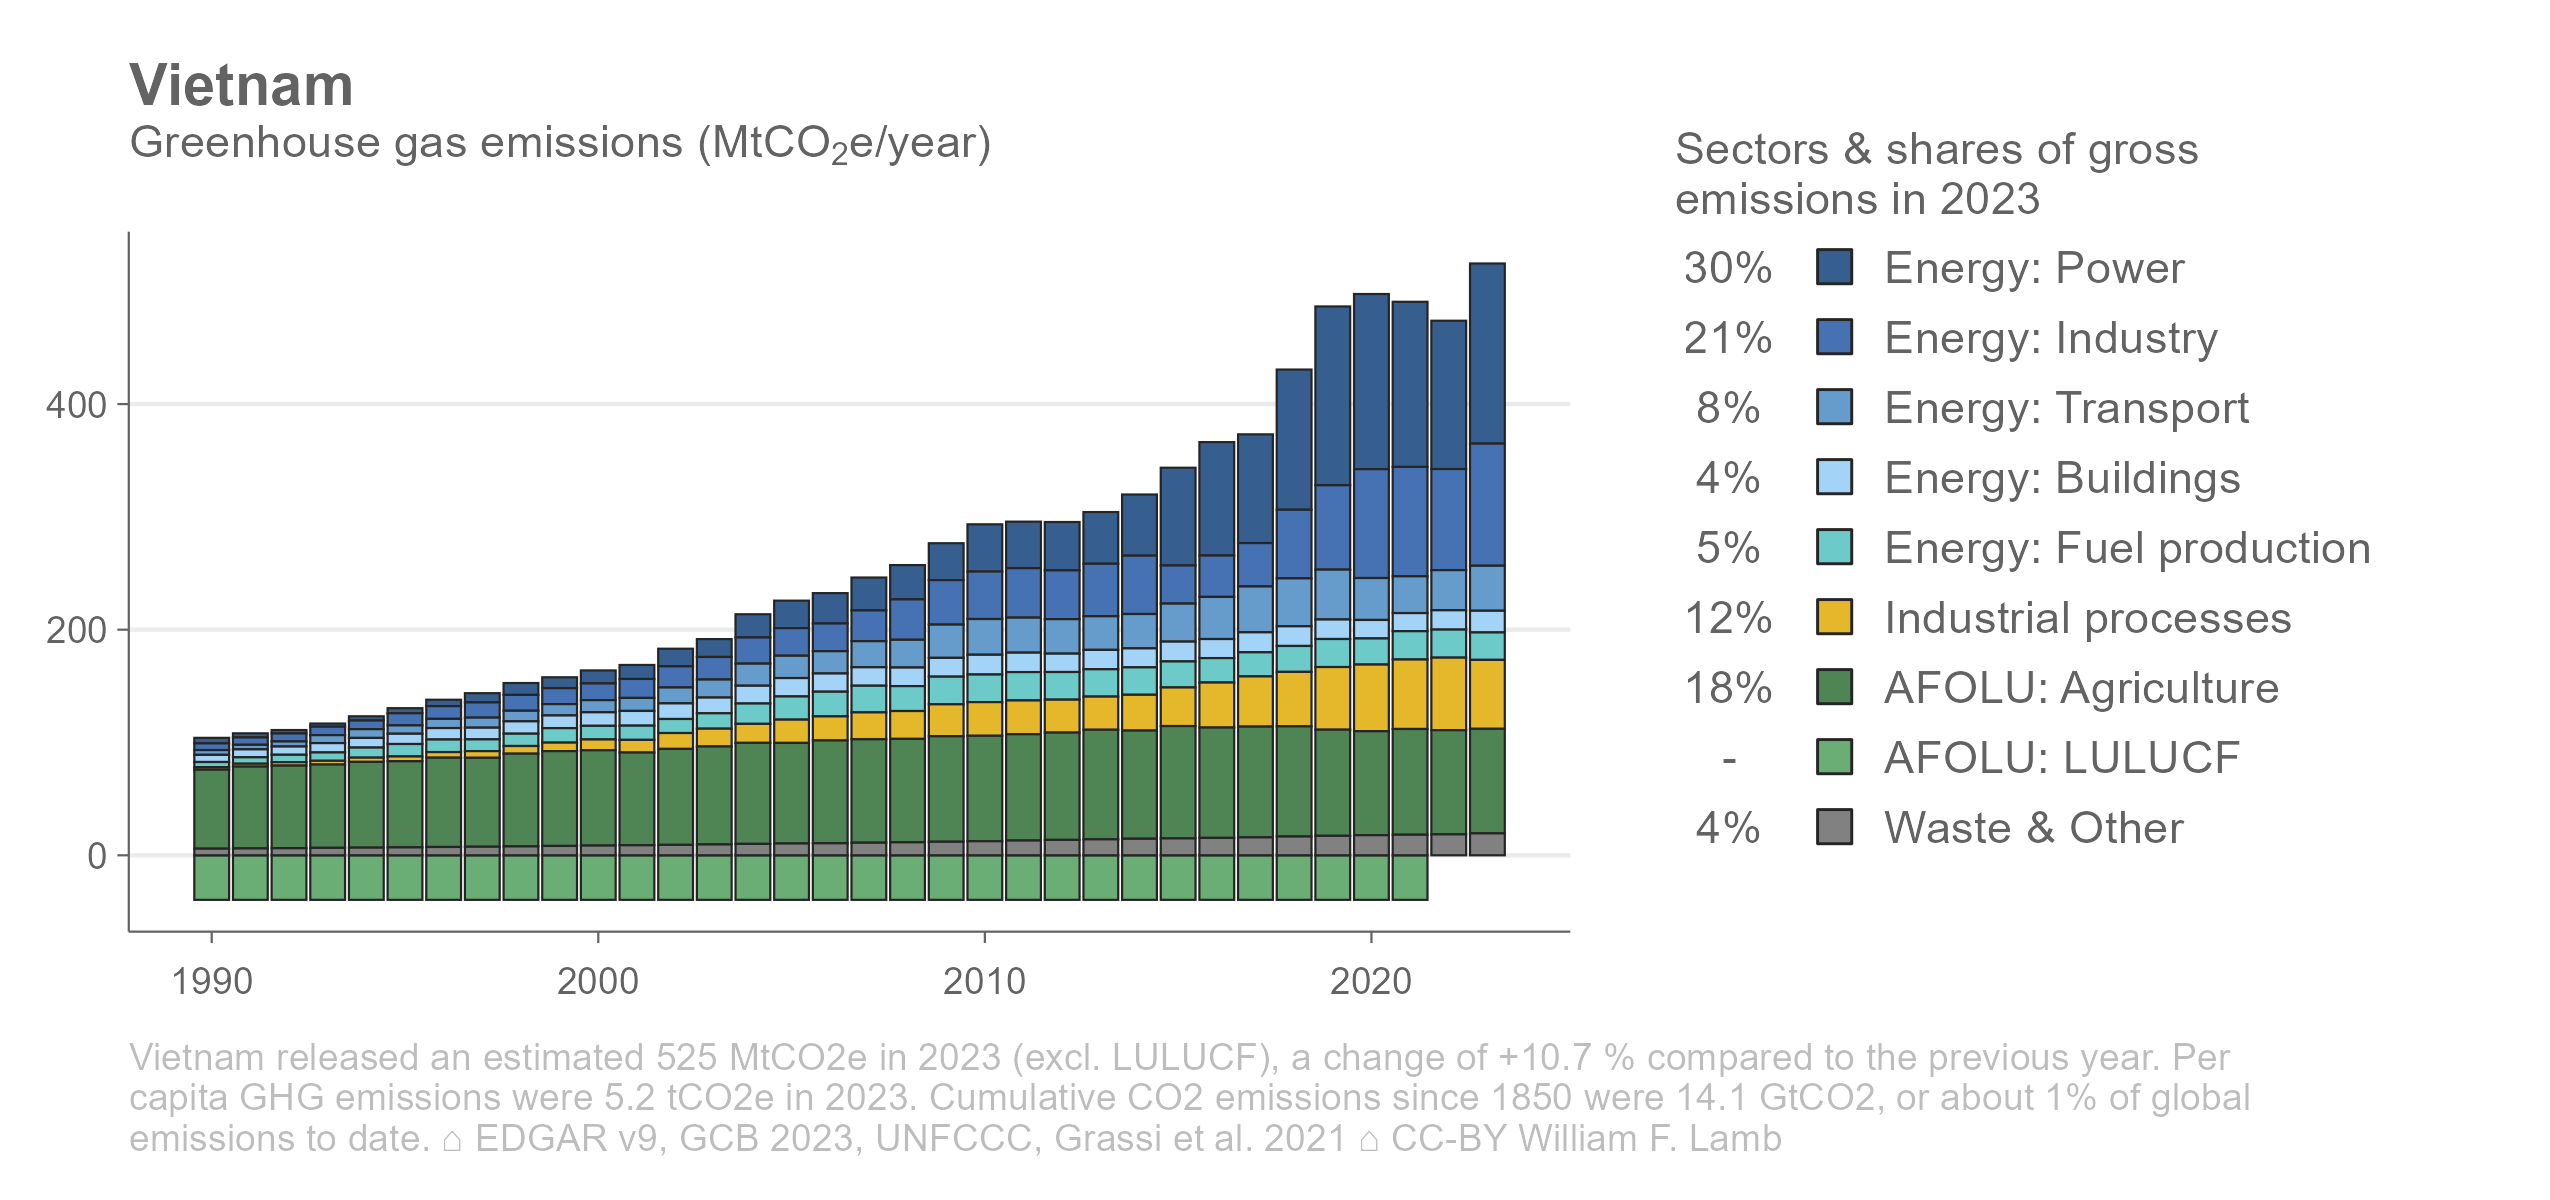 Vietnam
Greenhouse gas emissions (MtCO₂e/year)
Sectors & shares of gross
emissions in 2023
30% Energy: Power
21% Energy: Industry
8% Energy: Transport
4% Energy: Buildings
5% Energy: Fuel production
12% Industrial processes
18% AFOLU: Agriculture
- AFOLU: LULUCF
4% Waste & Other
400
200
0
1990 2000 2010 2020
Vietnam released an estimated 525 MtCO2e in 2023 (excl. LULUCF), a change of +10.7 % compared to the previous year. Per
capita GHG emissions were 5.2 tCO2e in 2023. Cumulative CO2 emissions since 1850 were 14.1 GtCO2, or about 1% of global
emissions to date. ⌂ EDGAR v9, GCB 2023, UNFCCC, Grassi et al. 2021 ⌂ CC-BY William F. Lamb